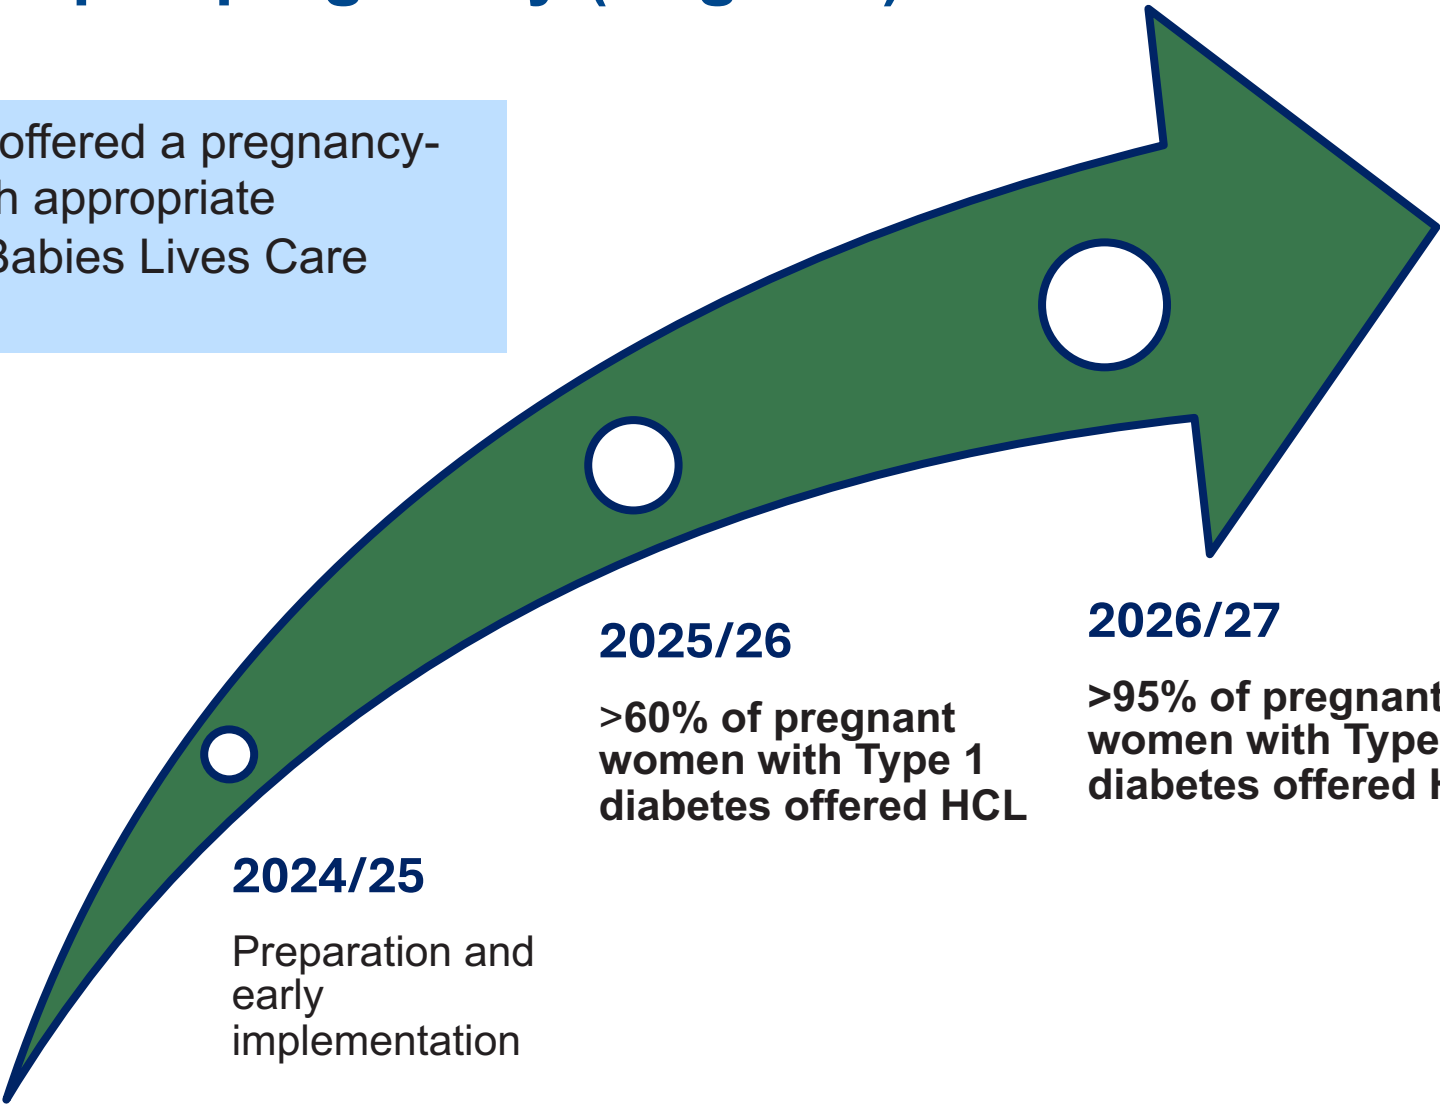 offered a pregnancy-
appropriate
Babies Lives Care
2025/26
>60% of pregnant
women with Type 1
diabetes offered HCL
2026/27
>95% of pregnant
women with Type
diabetes offered
2024/25
Preparation and
early
implementation